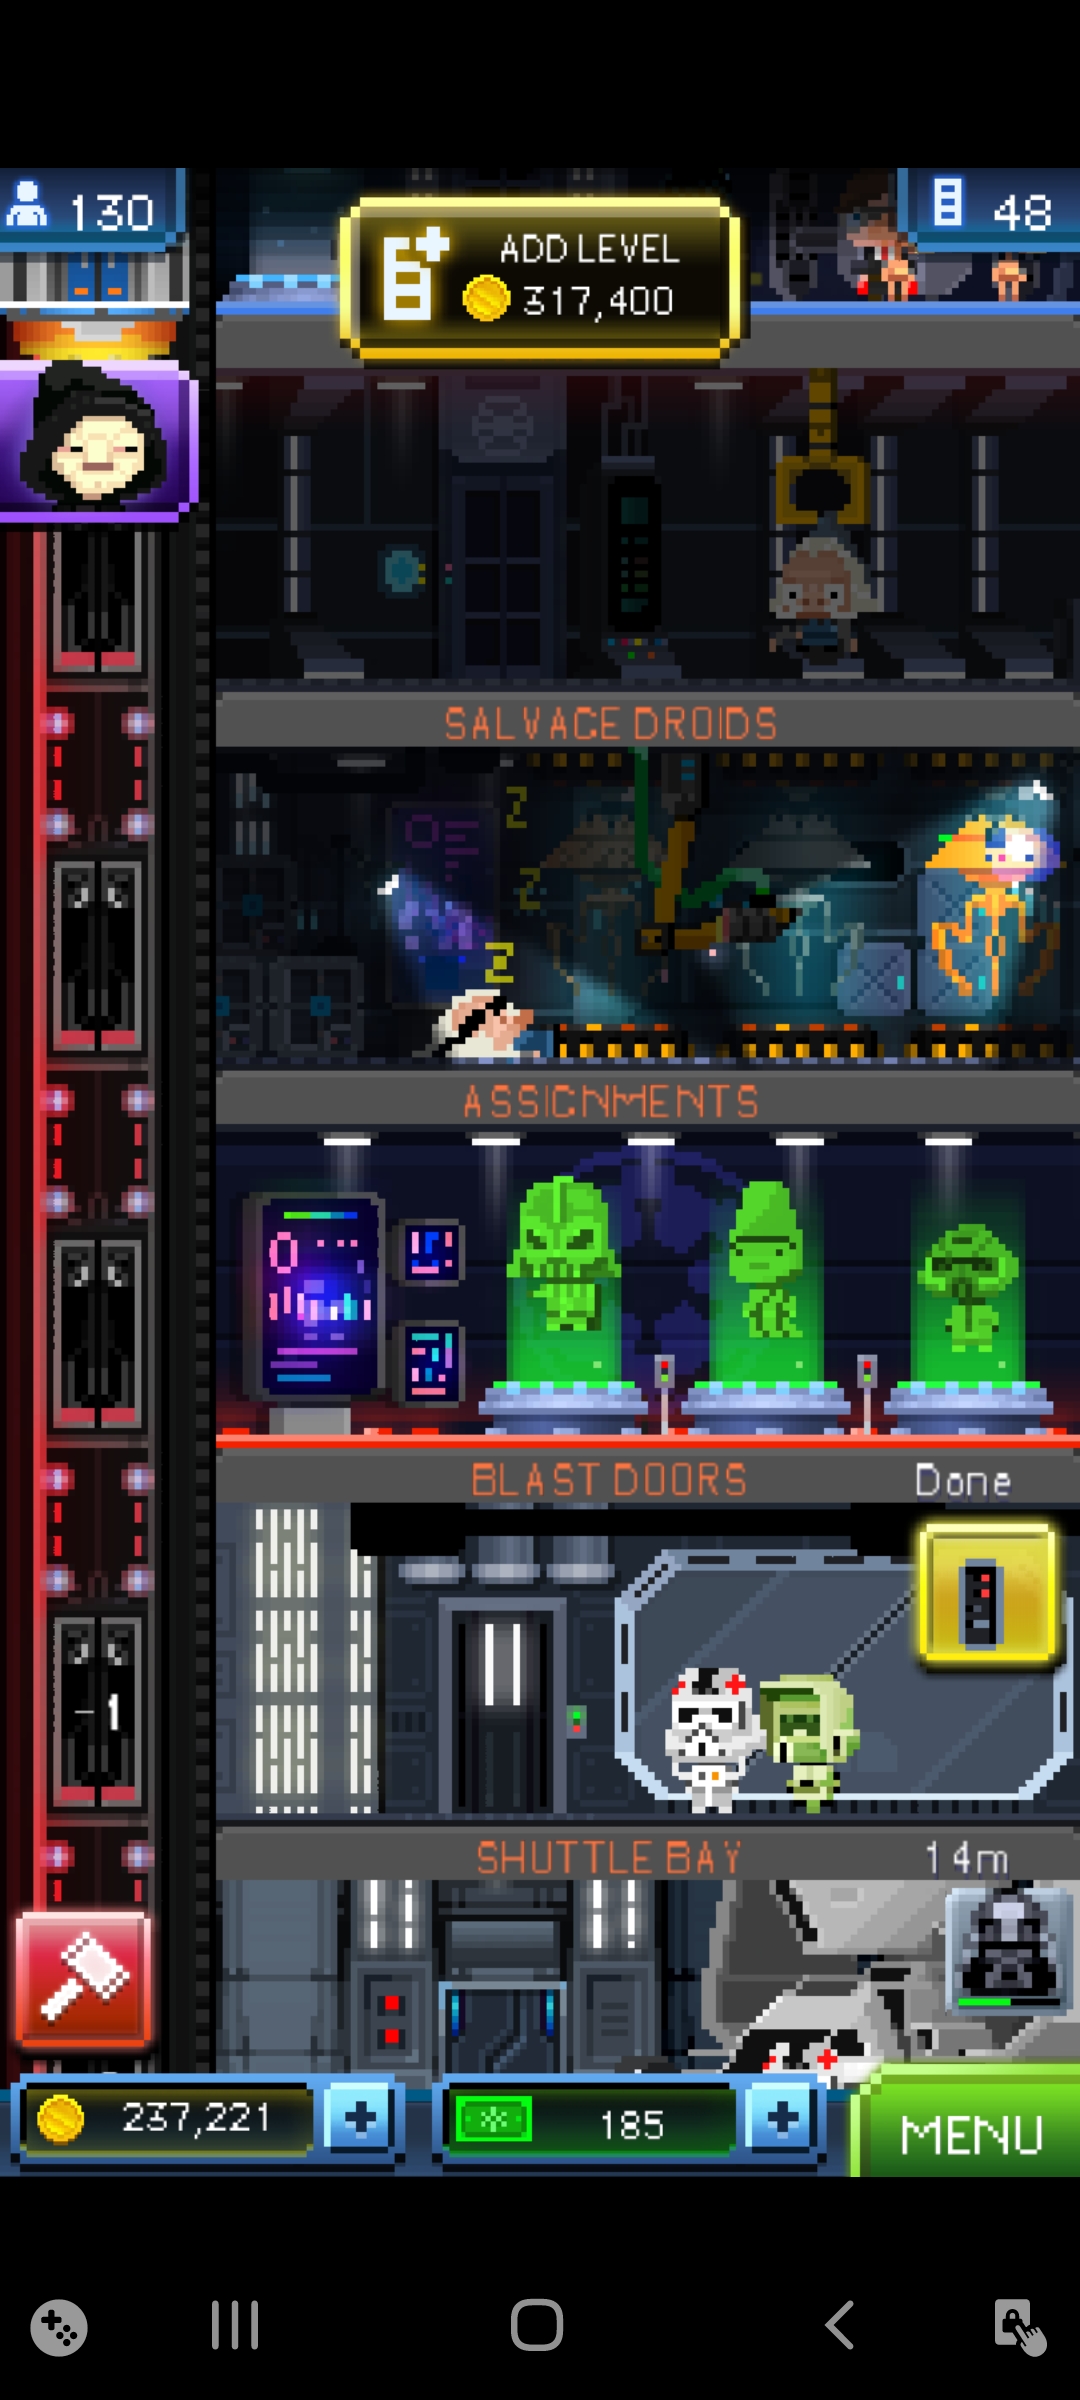 130
48
ADD LEVEL
317,400
SALVAGE DROIDS
Z
Z
Z
ASSIGNMENTS
BLAST DOORS
Done
-1
SHUTTLE BAY
14m
237,221
185
MENU